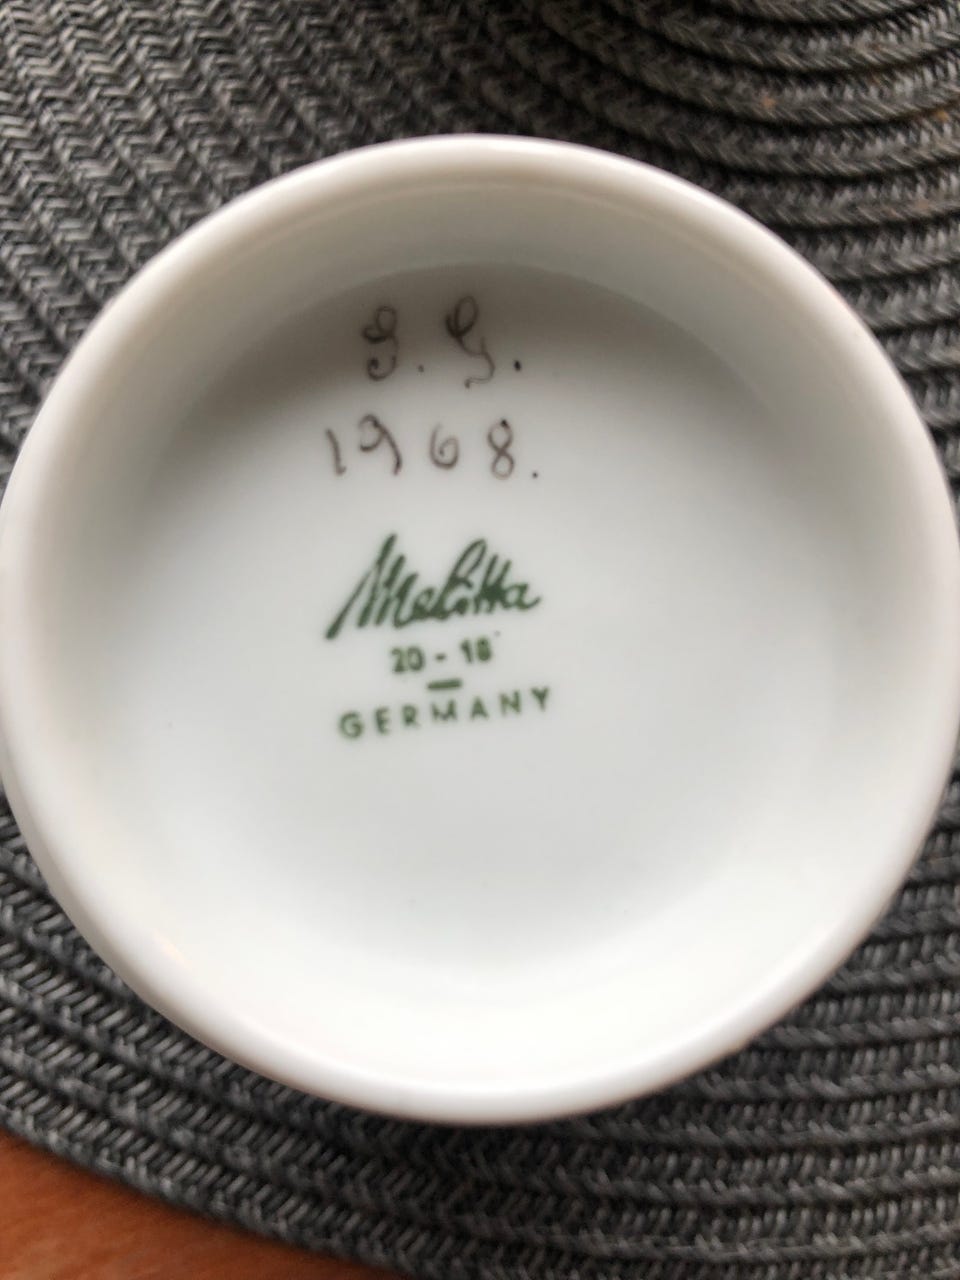 G. G.
1968.
Melitta
20-18
GERMANY